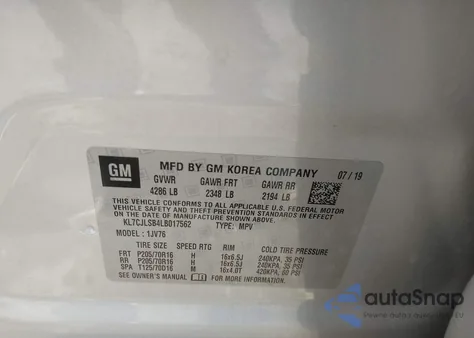 GM
MFD BY GM KOREA COMPANY 07/19
GVWR GAWR FRT GAWR RR
4286 LB 2348 LB 2194 LB
THIS VEHICLE CONFORMS TO ALL APPLICABLE U.S. FEDERAL MOTOR
VEHICLE SAFETY AND THEFT PREVENTION STANDARDS IN EFFECT
ON THE DATE OF MANUFACTURE SHOWN ABOVE.
KL7CJLSB4LB017562 TYPE: MPV
MODEL : 1JV76
TIRE SIZE RIM COLD TIRE PRESSURE
FRT P205/70R16 H 16x6.5J 240KPA, 35 PSI
RR P205/70R16 H 16x6.5J 240KPA, 35 PSI
SPA T125/70D16 M 16x4.0T 420KPA, 60 PSI
SEE OWNER'S MANUAL FOR ADDITIONAL INFORMATION.
autoSnap